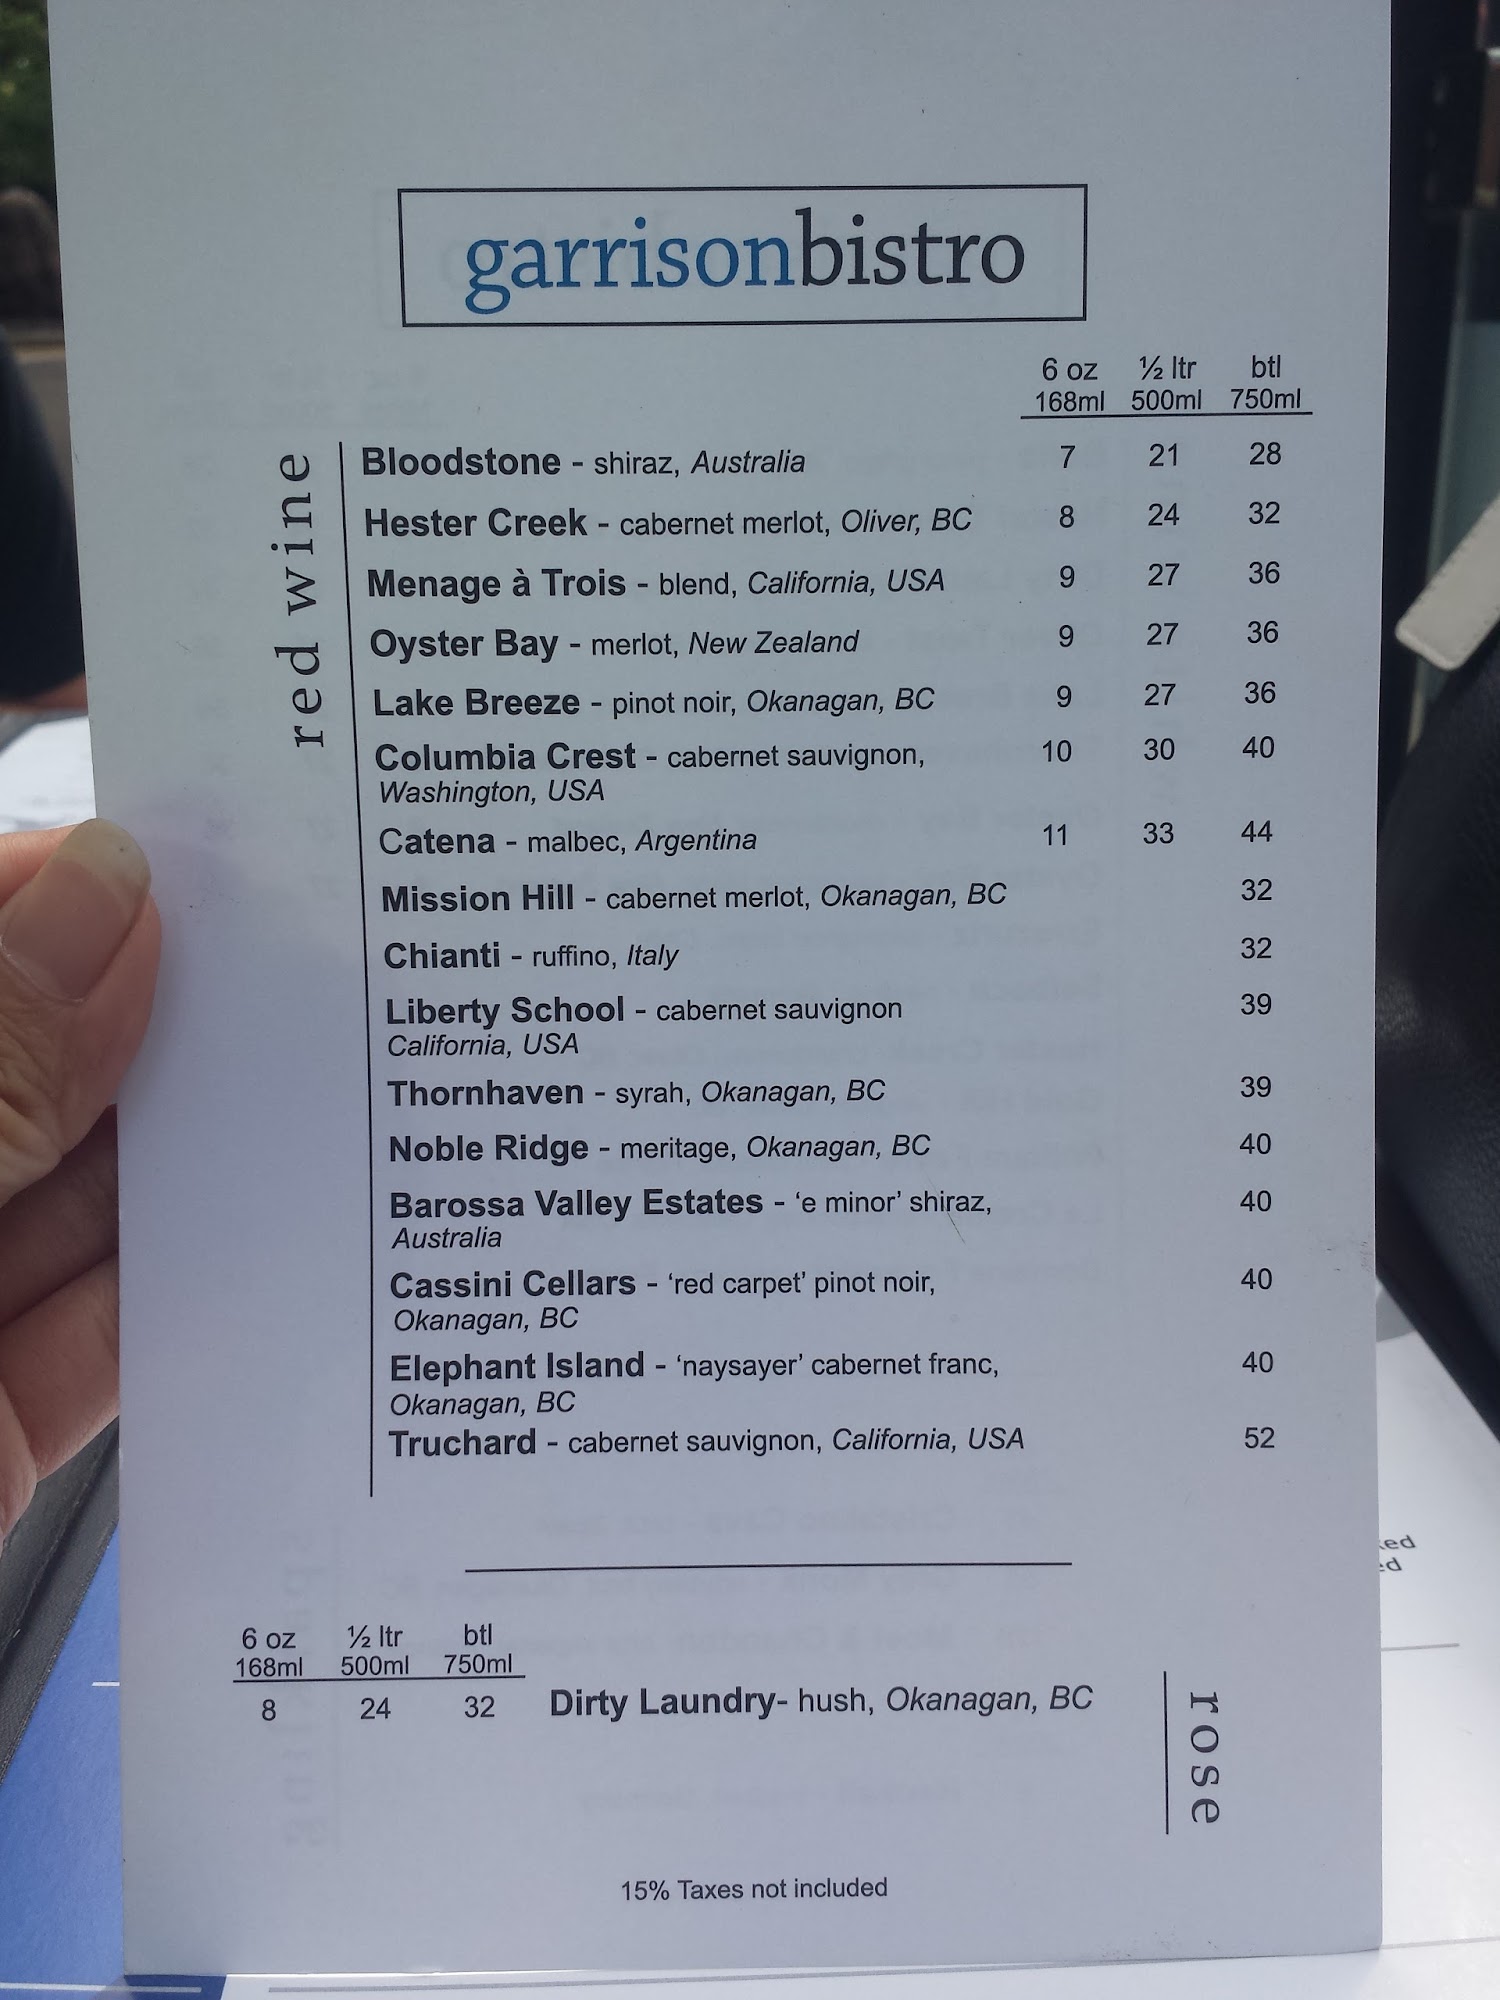 garrisonbistro
6 oz ½ ltr btl
168ml 500ml 750ml
red wine
Bloodstone - shiraz, Australia 7 21 28
Hester Creek - cabernet merlot, Oliver, BC 8 24 32
Menage à Trois - blend, California, USA 9 27 36
Oyster Bay - merlot, New Zealand 9 27 36
Lake Breeze - pinot noir, Okanagan, BC 9 27 36
Columbia Crest - cabernet sauvignon, 10 30 40
Washington, USA
Catena - malbec, Argentina 11 33 44
Mission Hill - cabernet merlot, Okanagan, BC 32
Chianti - ruffino, Italy 32
Liberty School - cabernet sauvignon 39
California, USA
Thornhaven - syrah, Okanagan, BC 39
Noble Ridge - meritage, Okanagan, BC 40
Barossa Valley Estates - ‘e minor’ shiraz, 40
Australia
Cassini Cellars - ‘red carpet’ pinot noir, 40
Okanagan, BC
Elephant Island - ‘naysayer’ cabernet franc, 40
Okanagan, BC
Truchard - cabernet sauvignon, California, USA 52
6 oz ½ ltr btl
168ml 500ml 750ml
8 24 32 Dirty Laundry- hush, Okanagan, BC
rose
15% Taxes not included